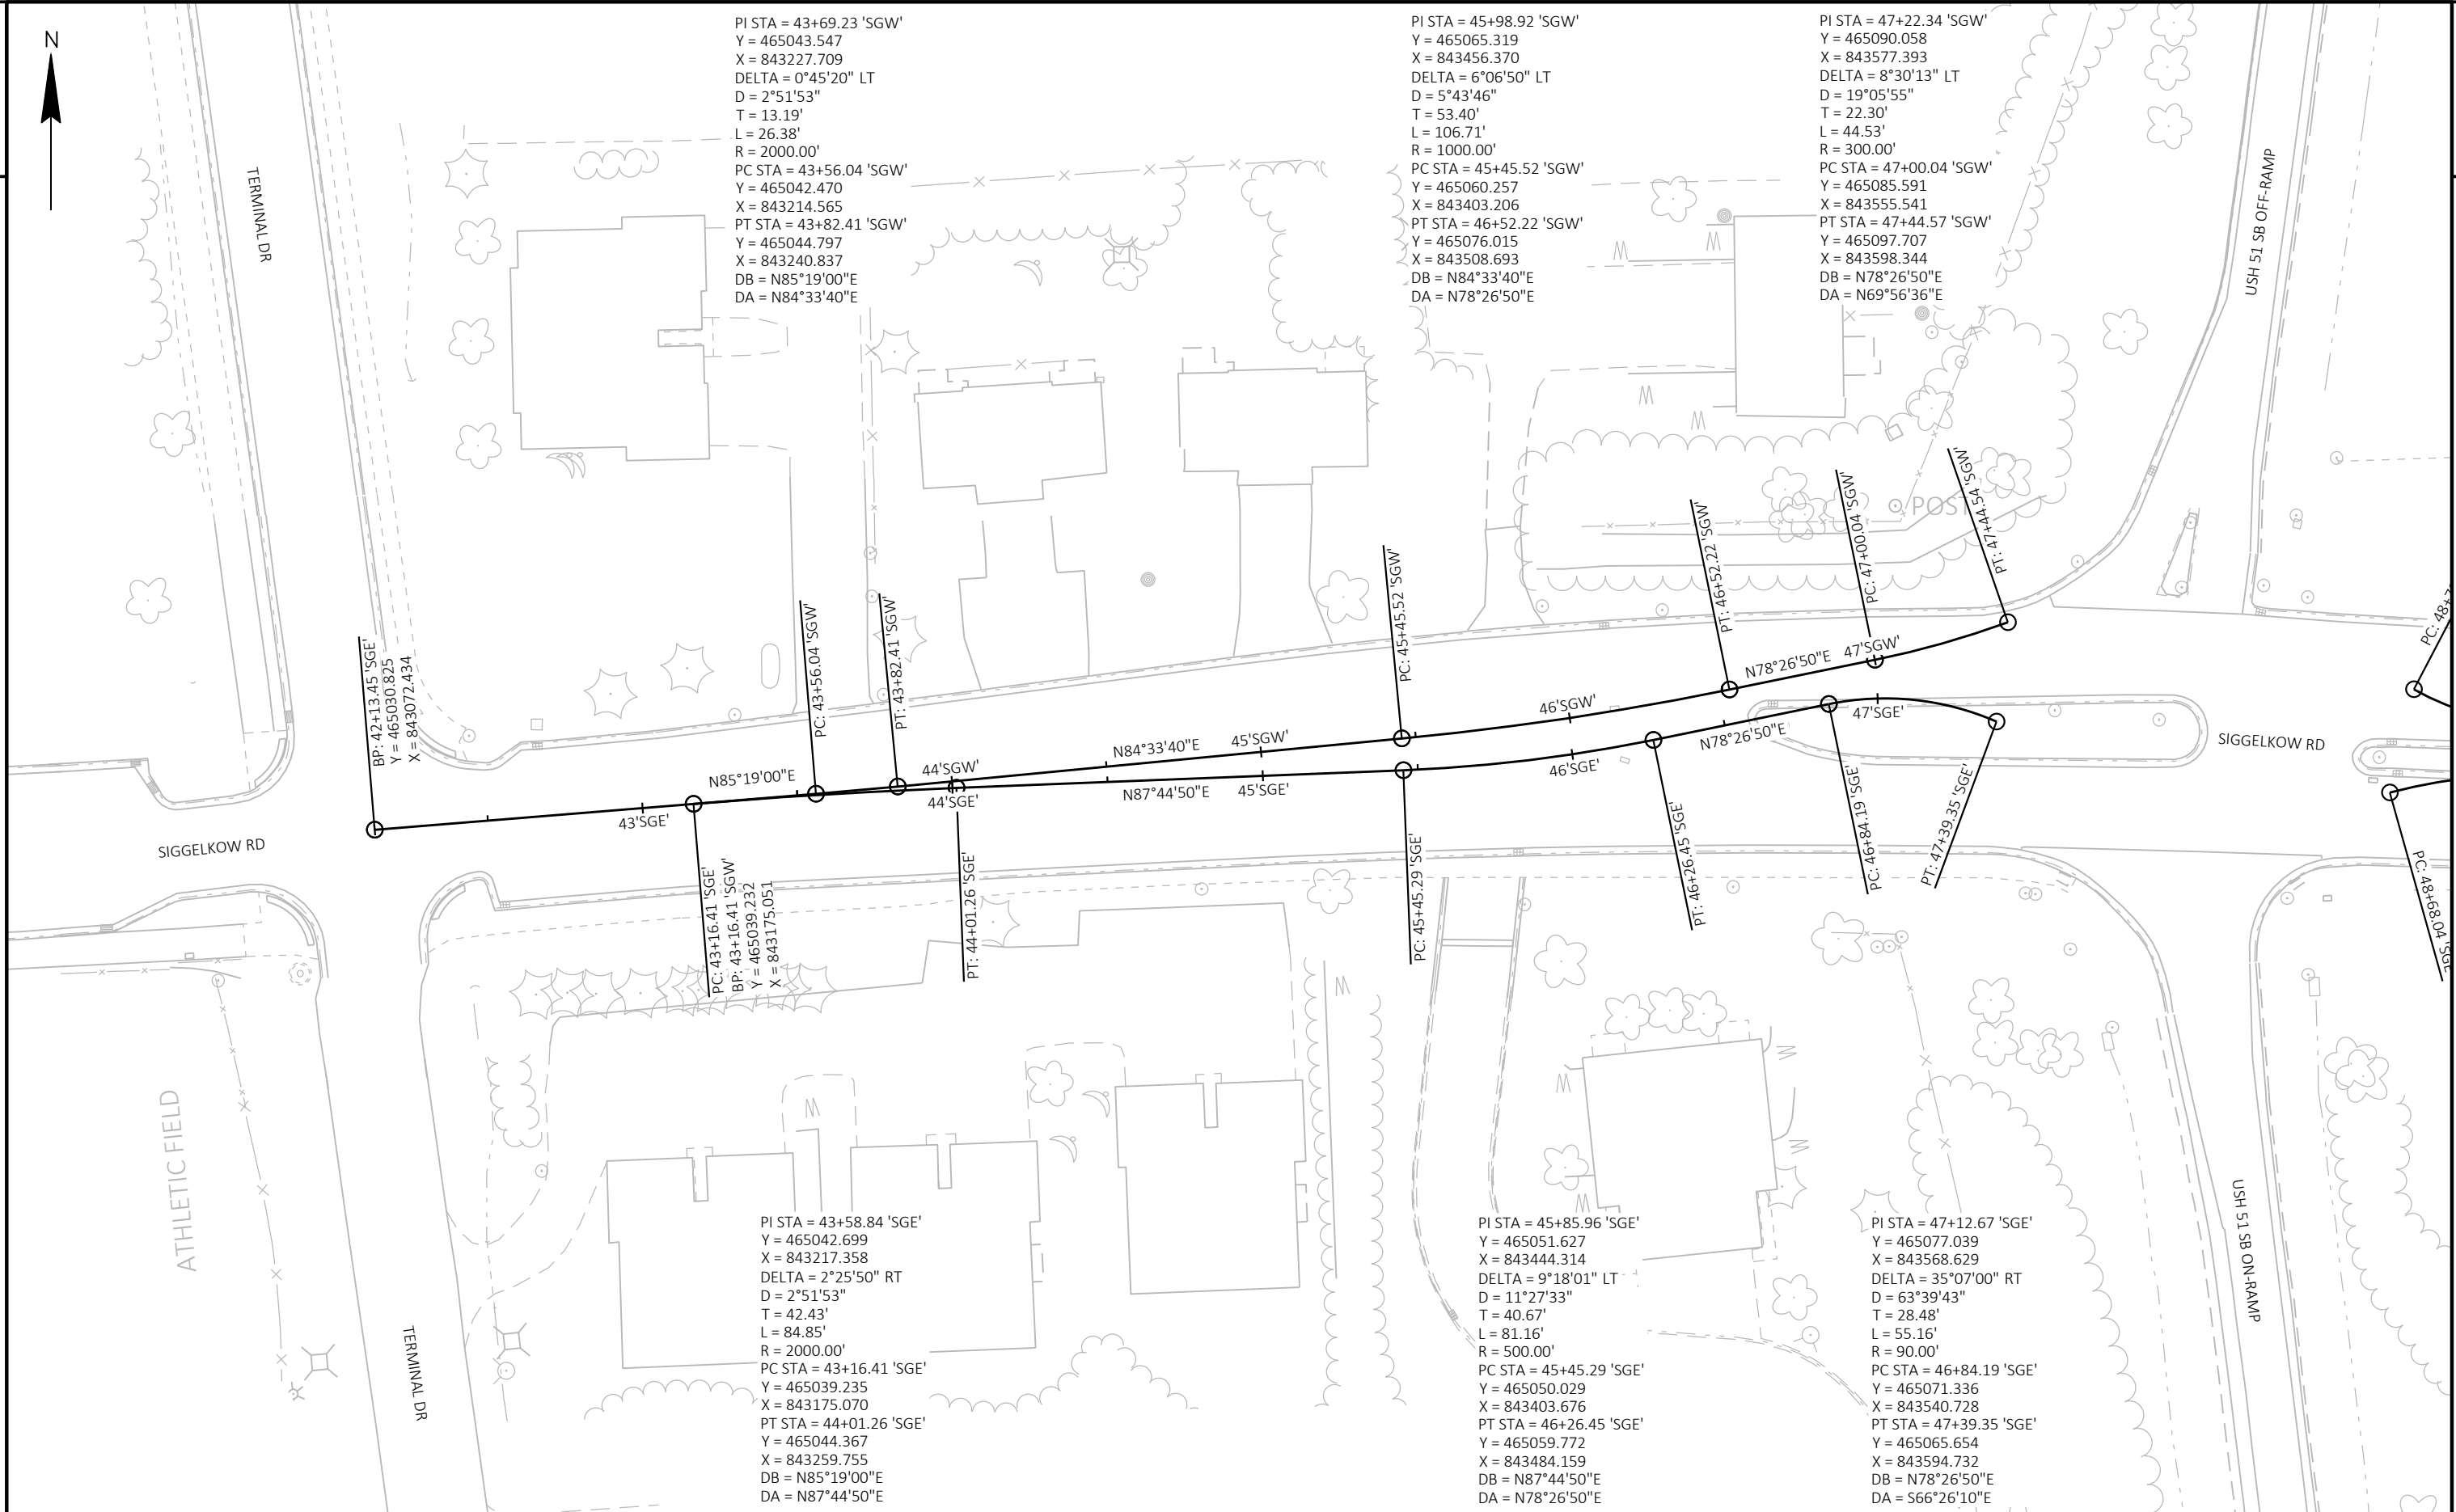 N
PI STA = 43+69.23 'SGW'
Y = 465043.547
X = 843227.709
DELTA = 0°45'20" LT
D = 2°51'53"
T = 13.19'
L = 26.38'
R = 2000.00'
PC STA = 43+56.04 'SGW'
Y = 465042.470
X = 843214.565
PT STA = 43+82.41 'SGW'
Y = 465044.797
X = 843240.837
DB = N85°19'00"E
DA = N84°33'40"E
PI STA = 45+98.92 'SGW'
Y = 465065.319
X = 843456.370
DELTA = 6°06'50" LT
D = 5°43'46"
T = 53.40'
L = 106.71'
R = 1000.00'
PC STA = 45+45.52 'SGW'
Y = 465060.257
X = 843403.206
PT STA = 46+52.22 'SGW'
Y = 465076.015
X = 843508.693
DB = N84°33'40"E
DA = N78°26'50"E
PI STA = 47+22.34 'SGW'
Y = 465090.058
X = 843577.393
DELTA = 8°30'13" LT
D = 19°05'55"
T = 22.30'
L = 44.53'
R = 300.00'
PC STA = 47+00.04 'SGW'
Y = 465085.591
X = 843555.541
PT STA = 47+44.57 'SGW'
Y = 465097.707
X = 843598.344
DB = N78°26'50"E
DA = N69°56'36"E
TERMINAL DR
USH 51 SB OFF-RAMP
POST
BP: 42+13.45 'SGE'
Y = 465030.825
X = 843072.434
PC: 43+56.04 'SGW'
PT: 43+82.41 'SGW'
PC: 45+45.52 'SGW'
PT: 46+52.22 'SGW'
PC: 47+00.04 'SGW'
PT: 47+44.54 'SGW'
PC: 48+7
N85°19'00"E
44'SGW'
N84°33'40"E
45'SGW'
46'SGW'
N78°26'50"E
47'SGW'
43'SGE'
44'SGE'
N87°44'50"E
45'SGE'
46'SGE'
N78°26'50"E
47'SGE'
SIGGELKOW RD
SIGGELKOW RD
PC: 43+16.41 'SGE'
BP: 43+16.41 'SGW'
Y = 465039.232
X = 843175.051
PT: 44+01.26 'SGE'
PC: 45+45.29 'SGE'
PT: 46+26.45 'SGE'
PC: 46+84.19 'SGE'
PT: 47+39.35 'SGE'
PC: 48+68.04 'SGE
ATHLETIC FIELD
TERMINAL DR
USH 51 SB ON-RAMP
PI STA = 43+58.84 'SGE'
Y = 465042.699
X = 843217.358
DELTA = 2°25'50" RT
D = 2°51'53"
T = 42.43'
L = 84.85'
R = 2000.00'
PC STA = 43+16.41 'SGE'
Y = 465039.235
X = 843175.070
PT STA = 44+01.26 'SGE'
Y = 465044.367
X = 843259.755
DB = N85°19'00"E
DA = N87°44'50"E
PI STA = 45+85.96 'SGE'
Y = 465051.627
X = 843444.314
DELTA = 9°18'01" LT
D = 11°27'33"
T = 40.67'
L = 81.16'
R = 500.00'
PC STA = 45+45.29 'SGE'
Y = 465050.029
X = 843403.676
PT STA = 46+26.45 'SGE'
Y = 465059.772
X = 843484.159
DB = N87°44'50"E
DA = N78°26'50"E
PI STA = 47+12.67 'SGE'
Y = 465077.039
X = 843568.629
DELTA = 35°07'00" RT
D = 63°39'43"
T = 28.48'
L = 55.16'
R = 90.00'
PC STA = 46+84.19 'SGE'
Y = 465071.336
X = 843540.728
PT STA = 47+39.35 'SGE'
Y = 465065.654
X = 843594.732
DB = N78°26'50"E
DA = S66°26'10"E